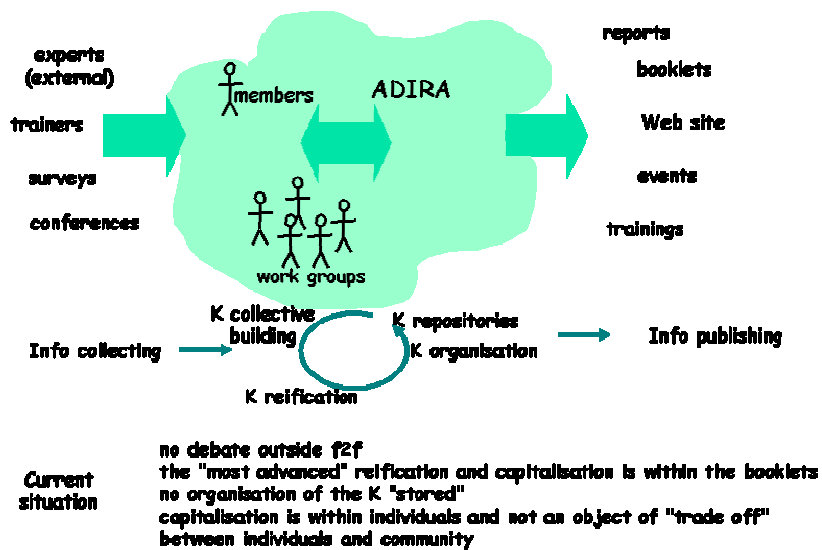 experts
(external)
trainers
surveys
conferences
members
ADIRA
work groups
reports
booklets
Web site
events
trainings
Info collecting
K collective
building
K repositories
K organisation
K reification
Info publishing
Current
situation
no debate outside f2f
the "most advanced" reification and capitalisation is within the booklets
no organisation of the K "stored"
capitalisation is within individuals and not an object of "trade off"
between individuals and community